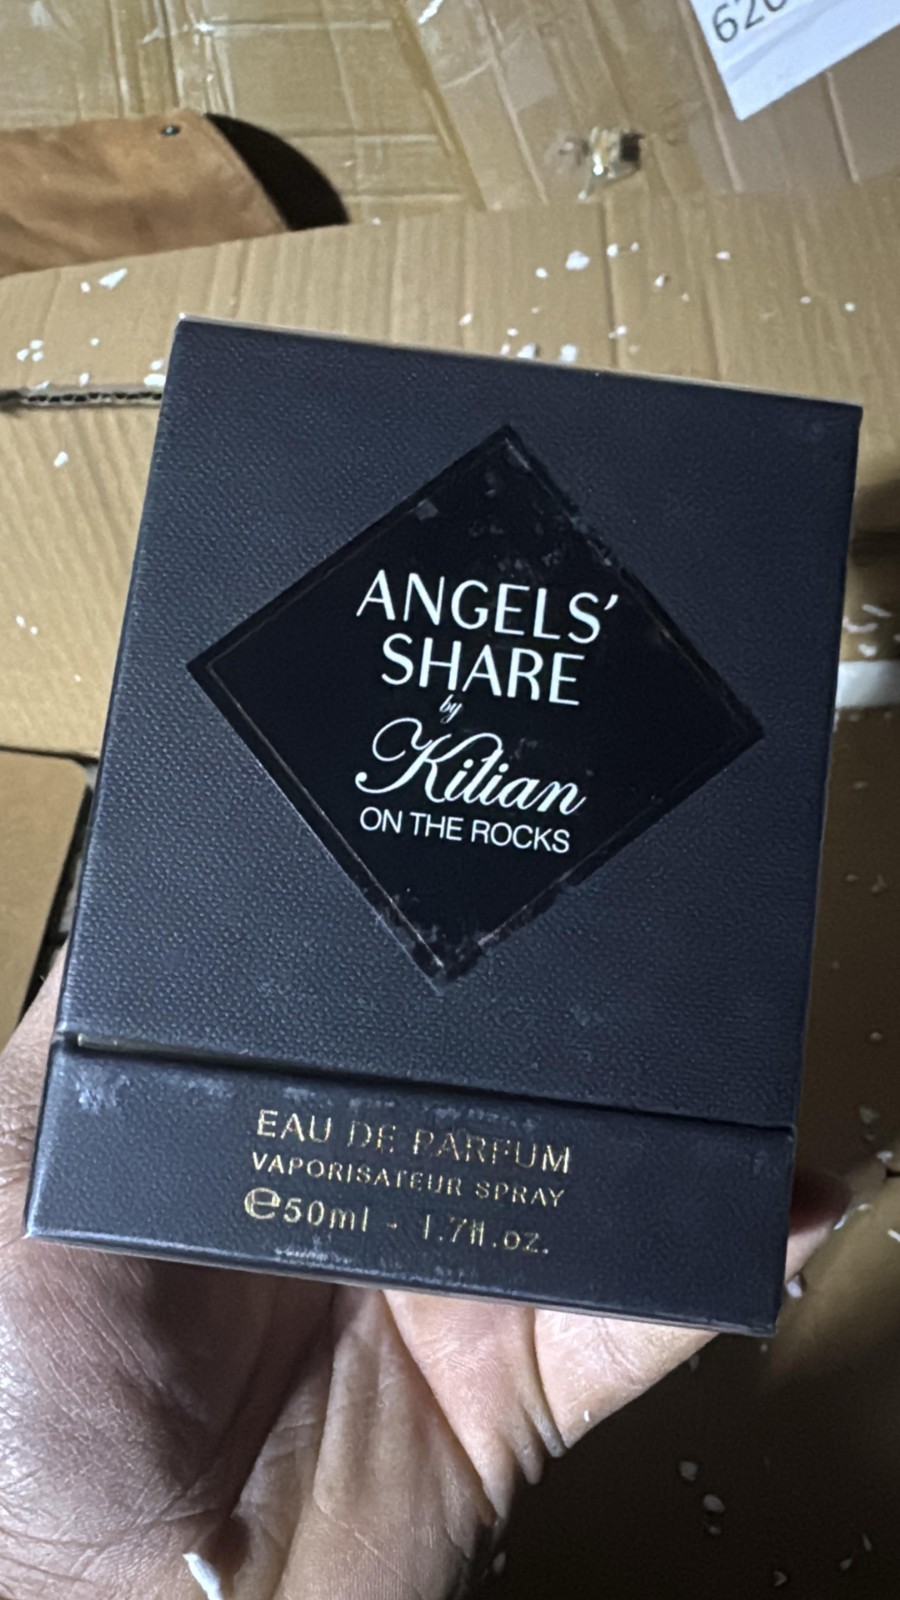 ANGELS'
SHARE
by
Kilian
ON THE ROCKS
EAU DE PARFUM
VAPORISATEUR SPRAY
℮50ml - 1.7fl.oz.